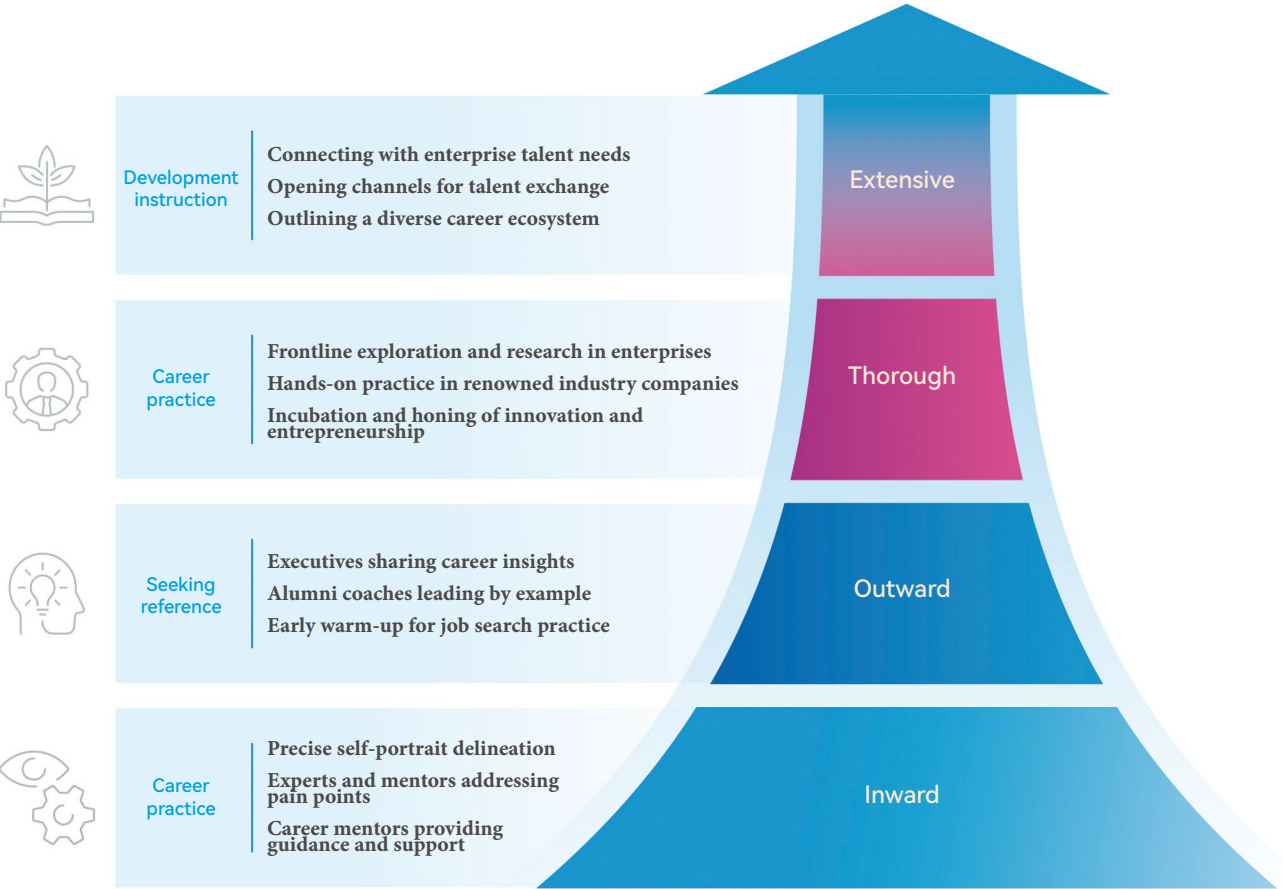 Development
instruction
Connecting with enterprise talent needs
Opening channels for talent exchange
Outlining a diverse career ecosystem
Extensive
Career
practice
Frontline exploration and research in enterprises
Hands-on practice in renowned industry companies
Incubation and honing of innovation and
entrepreneurship
Thorough
Seeking
reference
Executives sharing career insights
Alumni coaches leading by example
Early warm-up for job search practice
Outward
Career
practice
Precise self-portrait delineation
Experts and mentors addressing
pain points
Career mentors providing
guidance and support
Inward